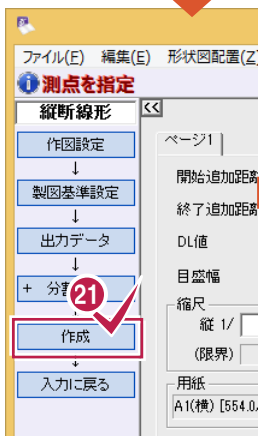 ファイル(F) 編集(E) 形状図配置(Z)
測点を指定
縦断線形
<<
作図設定
↓
製図基準設定
↓
出力データ
↓
+ 分
21
作成
↓
入力に戻る
ページ1
開始追加距離
終了追加距離
DL値
目盛幅
縮尺
縦 1/
(限界)
用紙
A1(横) [554.0